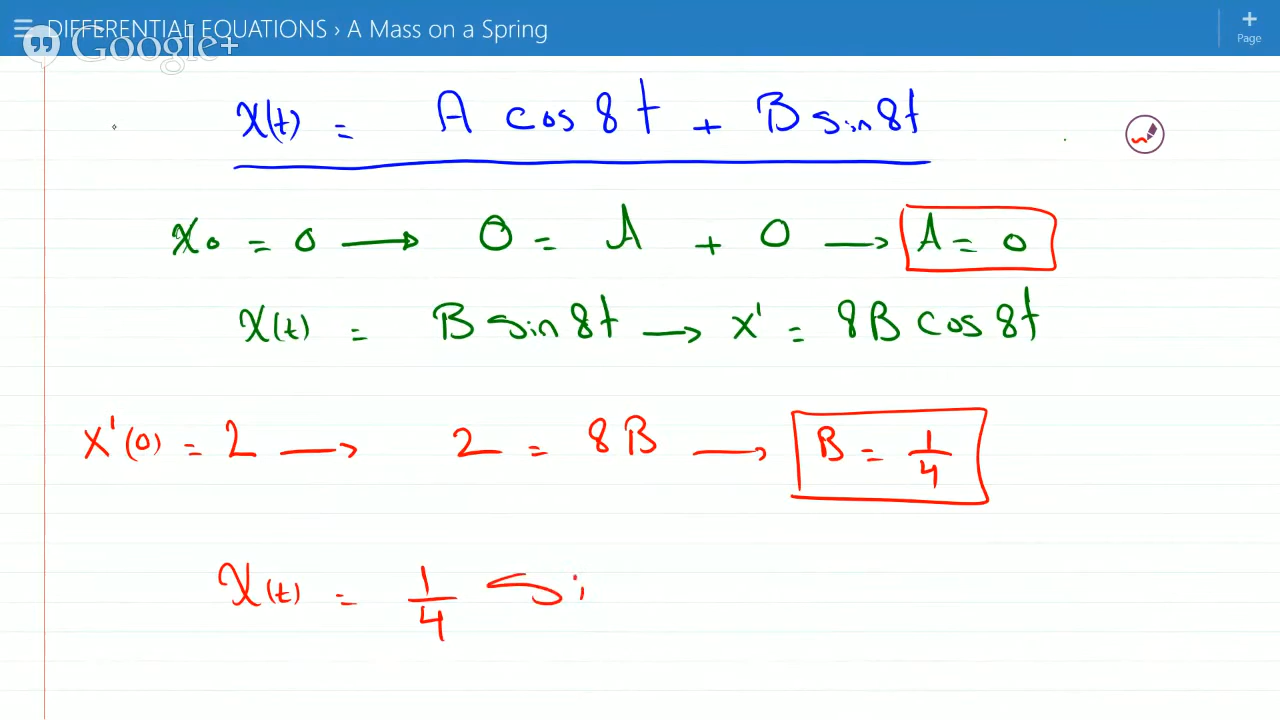 DIFFERENTIAL EQUATIONS › A Mass on a Spring
Google+
Page
x(t) = A cos 8t + B sin 8t
x0 = 0 → 0 = A + 0 → A = 0
x(t) = B sin 8t → x' = 8B cos 8t
x'(0) = 2 → 2 = 8B → B = 1/4
x(t) = 1/4 si